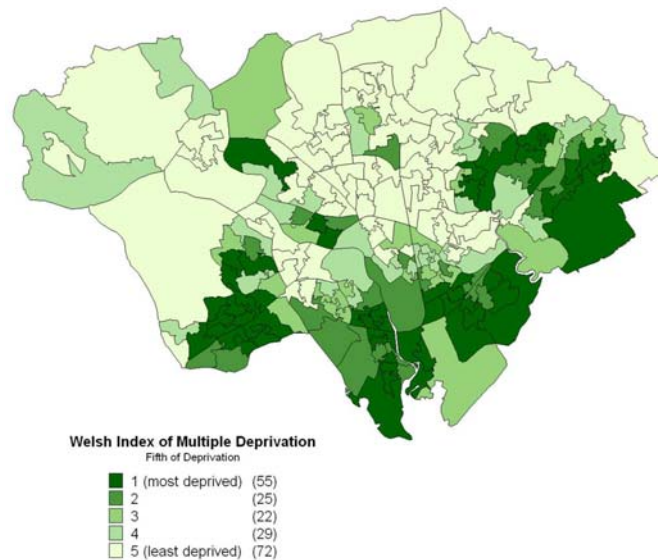 Welsh Index of Multiple Deprivation
Fifth of Deprivation
1 (most deprived) (55)
2 (25)
3 (22)
4 (29)
5 (least deprived) (72)